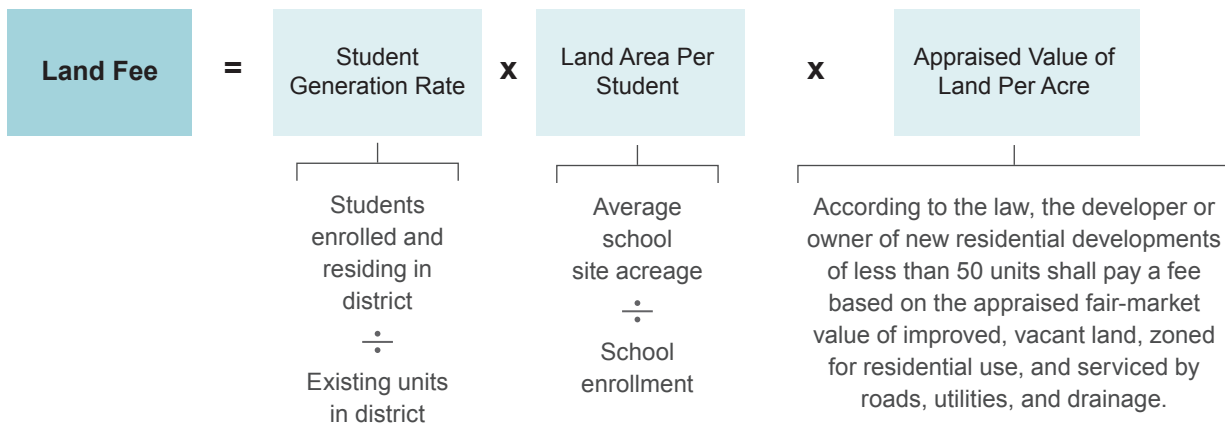 Land Fee
=
Student
Generation Rate
x
Land Area Per
Student
x
Appraised Value of
Land Per Acre
Students
enrolled and
residing in
district
÷
Existing units
in district
Average
school
site acreage
÷
School
enrollment
According to the law, the developer or
owner of new residential developments
of less than 50 units shall pay a fee
based on the appraised fair-market
value of improved, vacant land, zoned
for residential use, and serviced by
roads, utilities, and drainage.